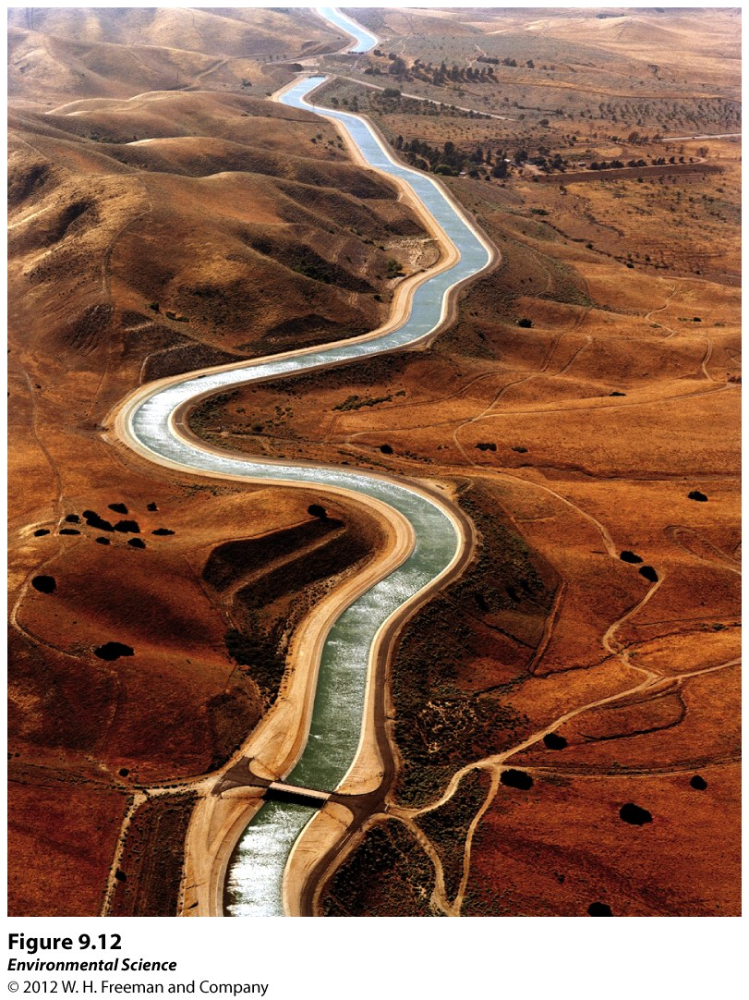 Figure 9.12
Environmental Science
© 2012 W. H. Freeman and Company